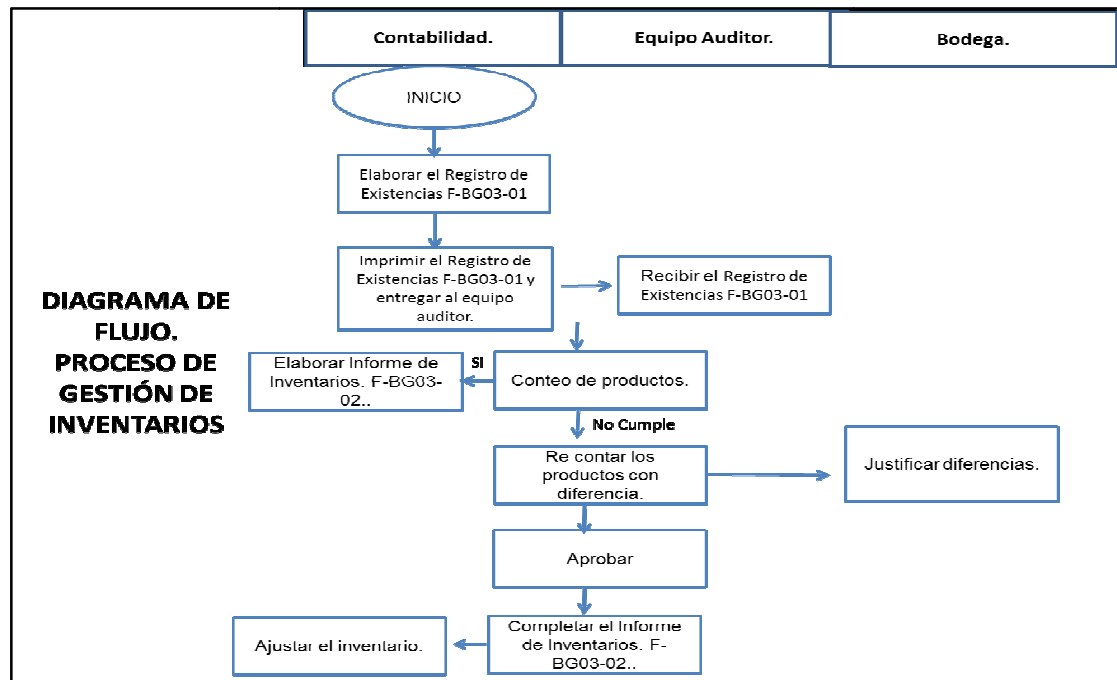 Contabilidad.
Equipo Auditor.
Bodega.
INICIO
Elaborar el Registro de
Existencias F-BG03-01
Imprimir el Registro de
Existencias F-BG03-01 y
entregar al equipo
auditor.
Recibir el Registro de
Existencias F-BG03-01
DIAGRAMA DE
FLUJO.
PROCESO DE
GESTIÓN DE
INVENTARIOS
Elaborar Informe de
Inventarios. F-BG03-
02..
SI
Conteo de productos.
No Cumple
Re contar los
productos con
diferencia.
Justificar diferencias.
Aprobar
Completar el Informe
de Inventarios. F-
BG03-02..
Ajustar el inventario.